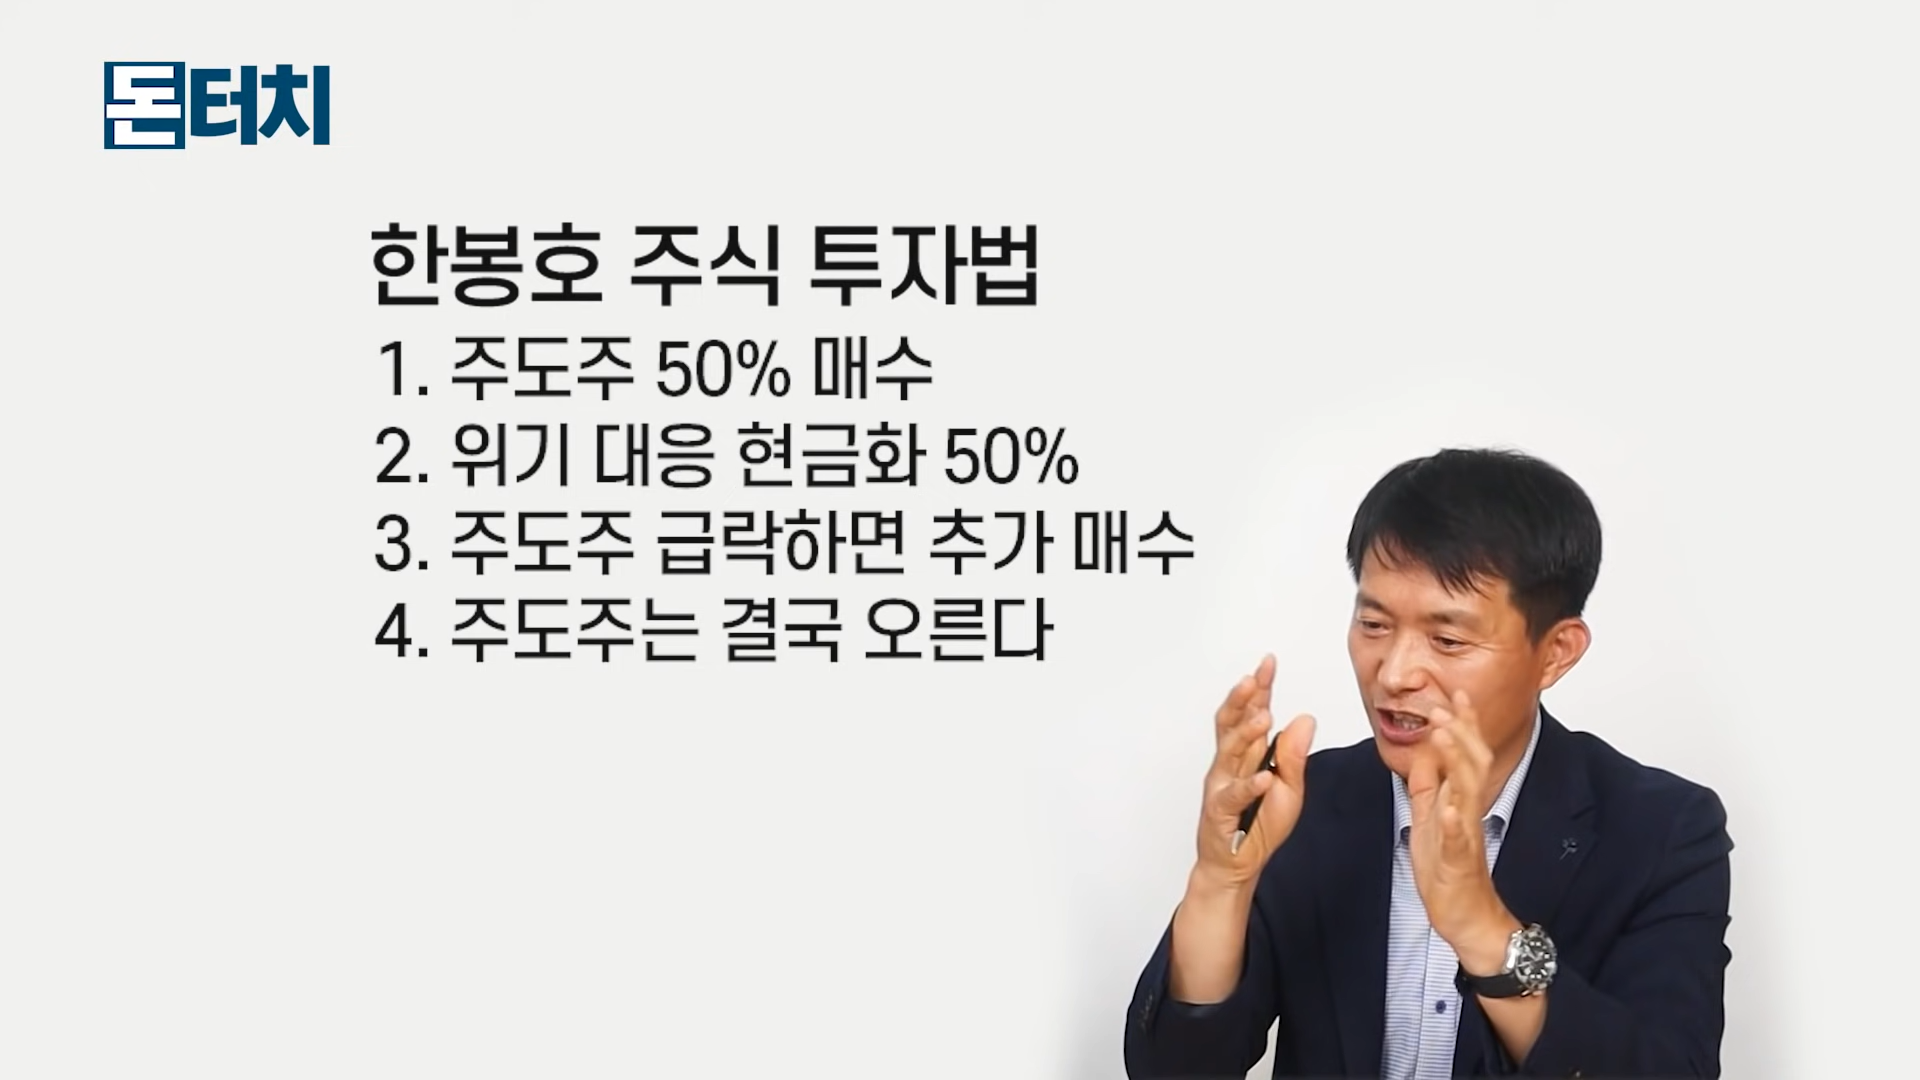 돈터치
한봉호 주식 투자법
1. 주도주 50% 매수
2. 위기 대응 현금화 50%
3. 주도주 급락하면 추가 매수
4. 주도주는 결국 오른다